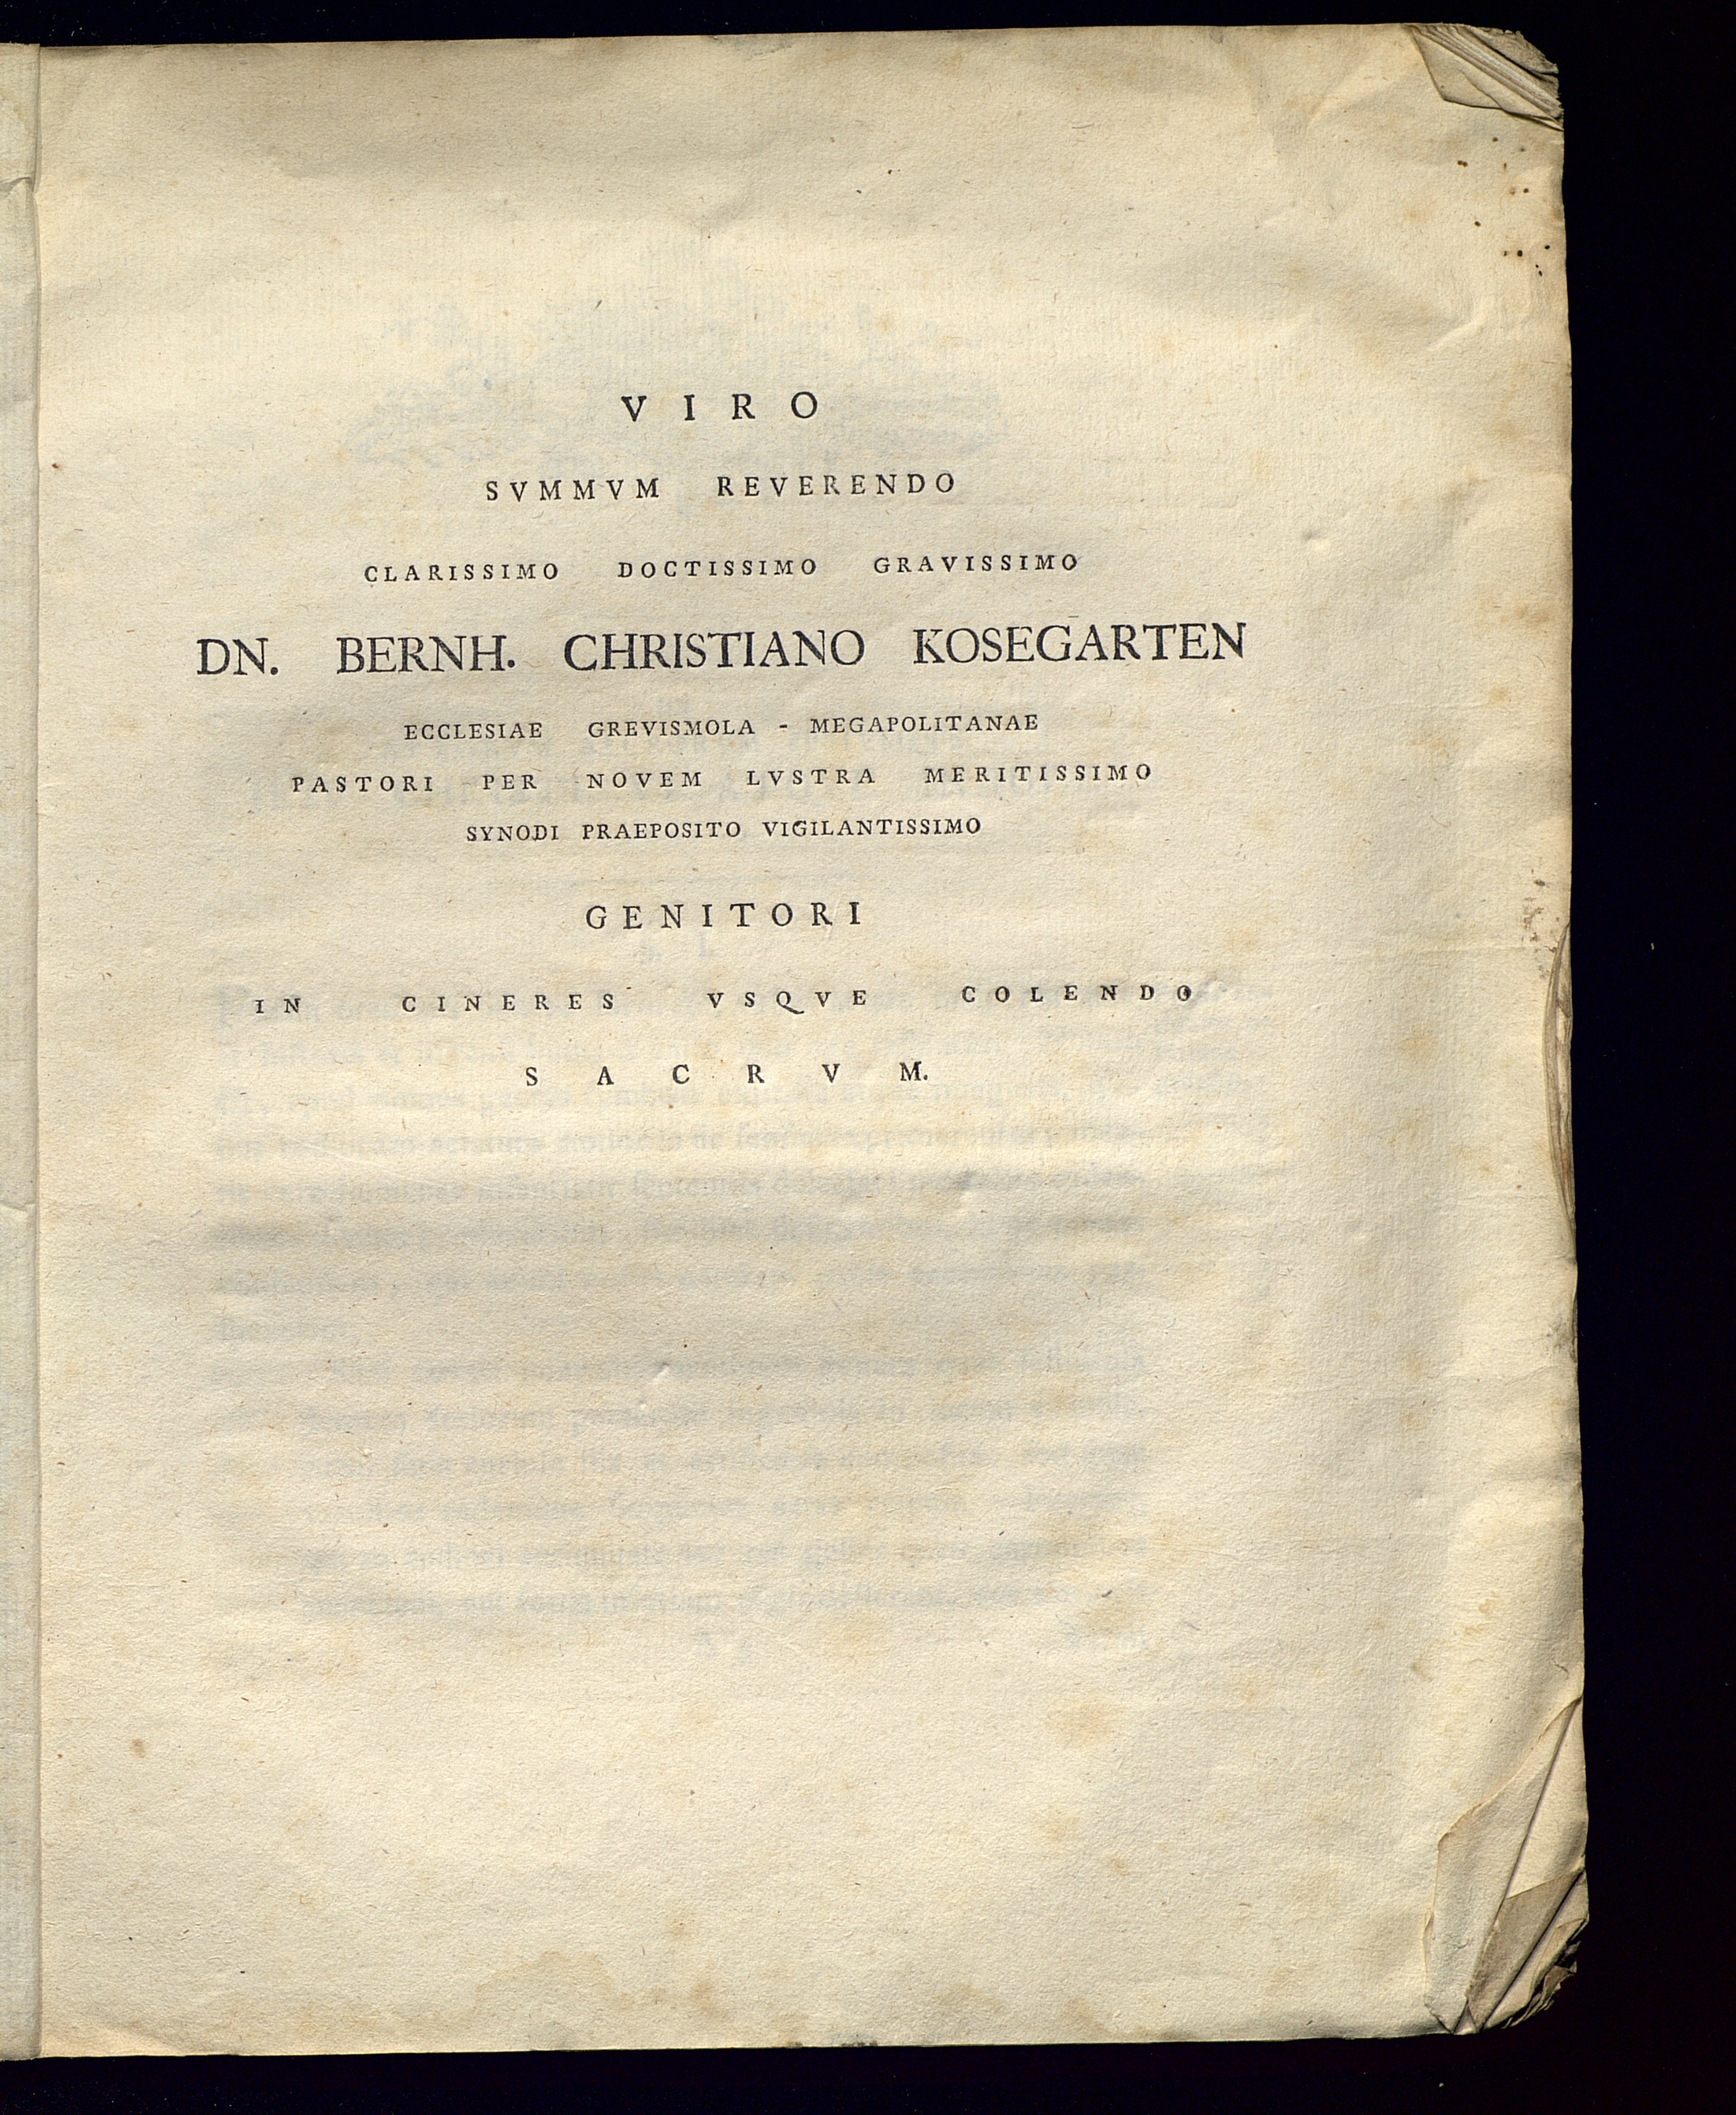 VIRO
SVMMVM REVERENDO
CLARISSIMO DOCTISSIMO GRAVISSIMO
DN. BERNH. CHRISTIANO KOSEGARTEN
ECCLESIAE GREVISMOLA - MEGAPOLITANAE
PASTORI PER NOVEM LVSTRA MERITISSIMO
SYNODI PRAEPOSITO VIGILANTISSIMO
GENITORI
IN CINERES VSQVE COLENDO
SACRVM.